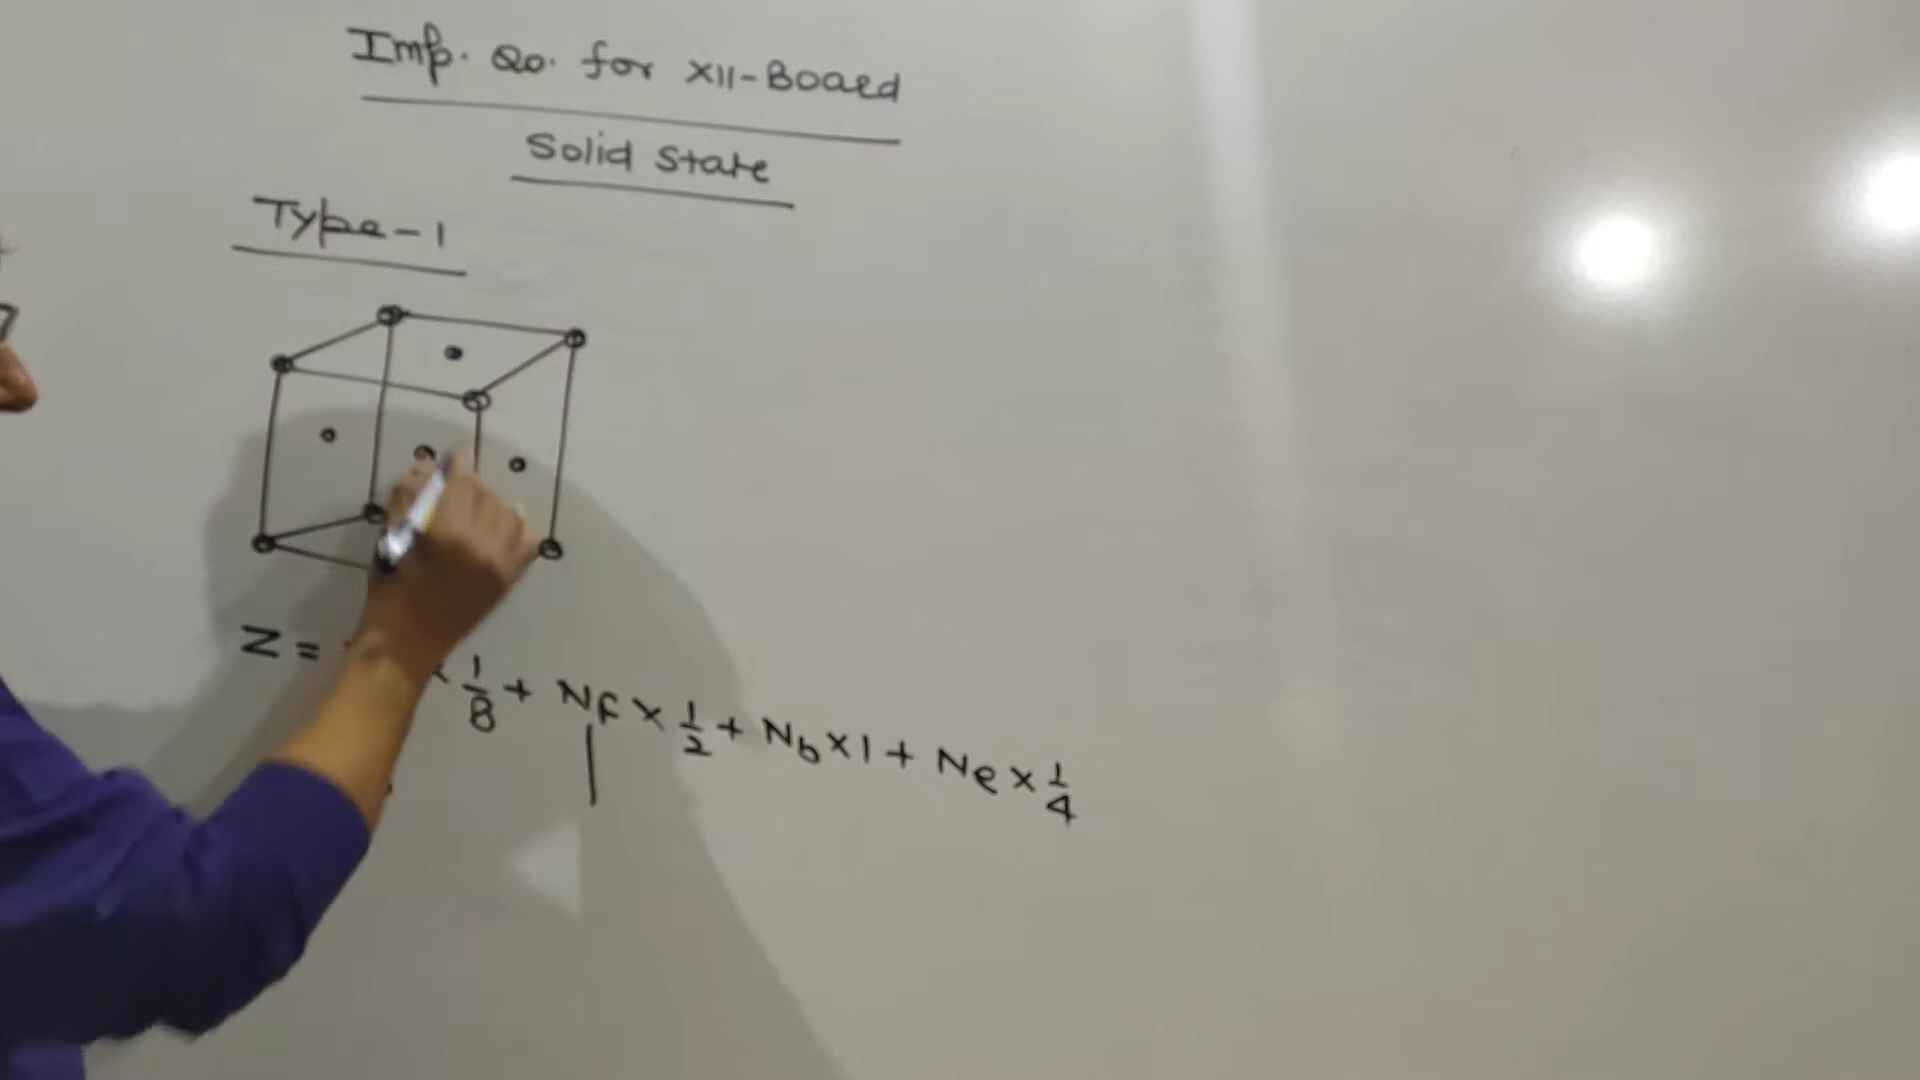 Imp. Qo. for XII-Board
Solid State
Type-1
Z = × 1/8 + Nf × 1/2 + Nb × 1 + Ne × 1/4